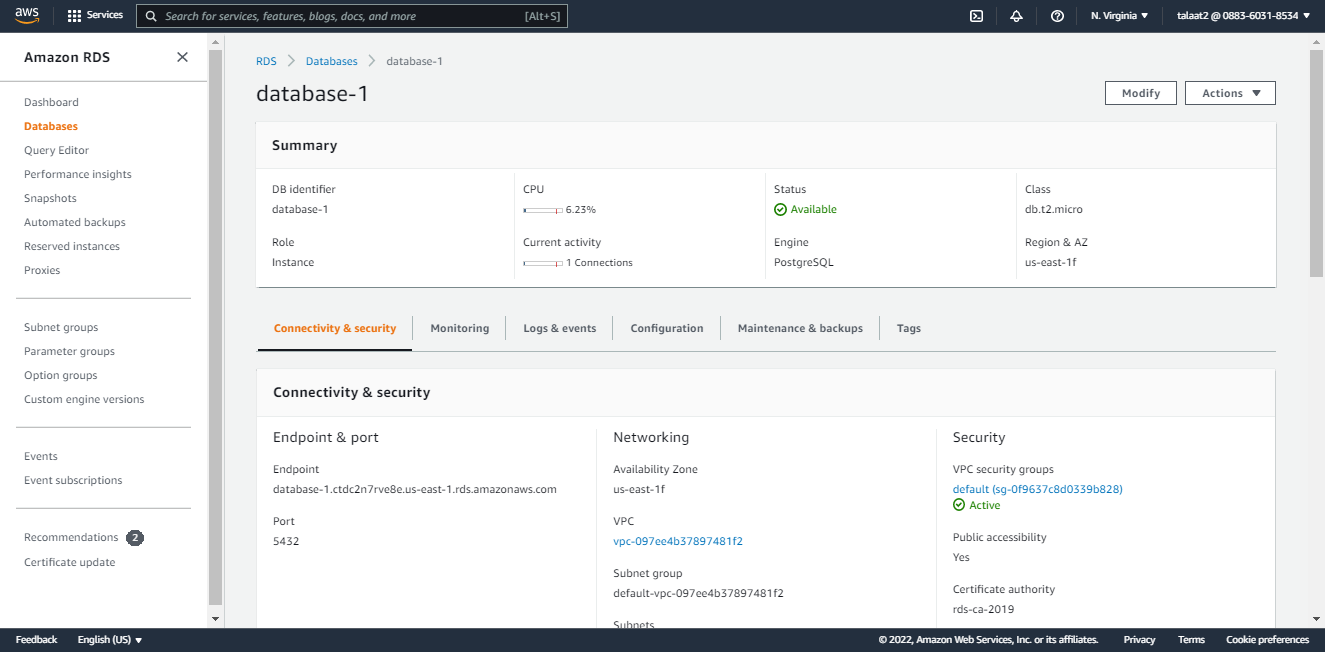 aws
Services
Search for services, features, blogs, docs, and more
[Alt+S]
N. Virginia ▼
talaat2 @ 0883-6031-8534 ▼
Amazon RDS
Dashboard
Databases
Query Editor
Performance insights
Snapshots
Automated backups
Reserved instances
Proxies
Subnet groups
Parameter groups
Option groups
Custom engine versions
Events
Event subscriptions
Recommendations 2
Certificate update
RDS > Databases > database-1
database-1
Modify
Actions ▼
Summary
DB identifier
database-1
CPU
6.23%
Status
Available
Class
db.t2.micro
Role
Instance
Current activity
1 Connections
Engine
PostgreSQL
Region & AZ
us-east-1f
Connectivity & security
Monitoring
Logs & events
Configuration
Maintenance & backups
Tags
Connectivity & security
Endpoint & port
Endpoint
database-1.ctdc2n7rve8e.us-east-1.rds.amazonaws.com
Port
5432
Networking
Availability Zone
us-east-1f
VPC
vpc-097ee4b37897481f2
Subnet group
default-vpc-097ee4b37897481f2
Subnets
Security
VPC security groups
default (sg-0f9637c8d0339b828)
Active
Public accessibility
Yes
Certificate authority
rds-ca-2019
Feedback
English (US) ▼
© 2022, Amazon Web Services, Inc. or its affiliates.
Privacy
Terms
Cookie preferences